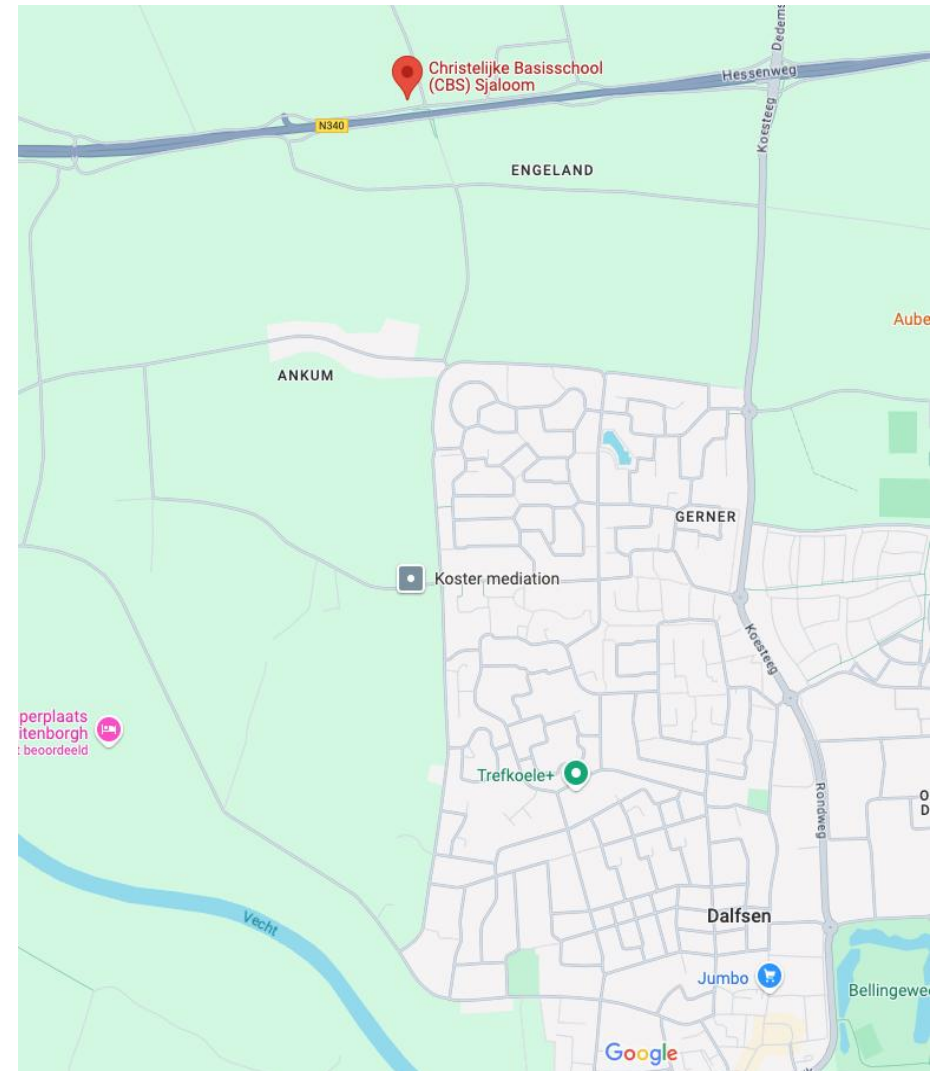 Dedems
Christelijke Basisschool
(CBS) Sjaloom
Hessenweg
N340
Koesteeg
ENGELAND
Aube
ANKUM
GERNER
Koster mediation
Koesteeg
perplaats
itenborgh
t beoordeeld
Trefkoele+
Rondweg
O
D
Dalfsen
Vecht
Jumbo
Bellingewee
Google